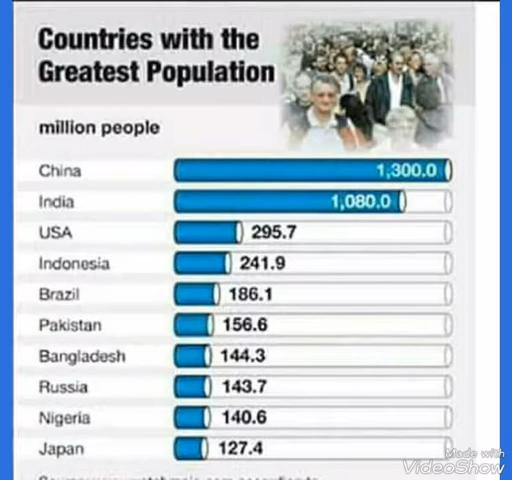 Countries with the
Greatest Population
million people
China 1,300.0
India 1,080.0
USA 295.7
Indonesia 241.9
Brazil 186.1
Pakistan 156.6
Bangladesh 144.3
Russia 143.7
Nigeria 140.6
Japan 127.4
Made with
VideoShow